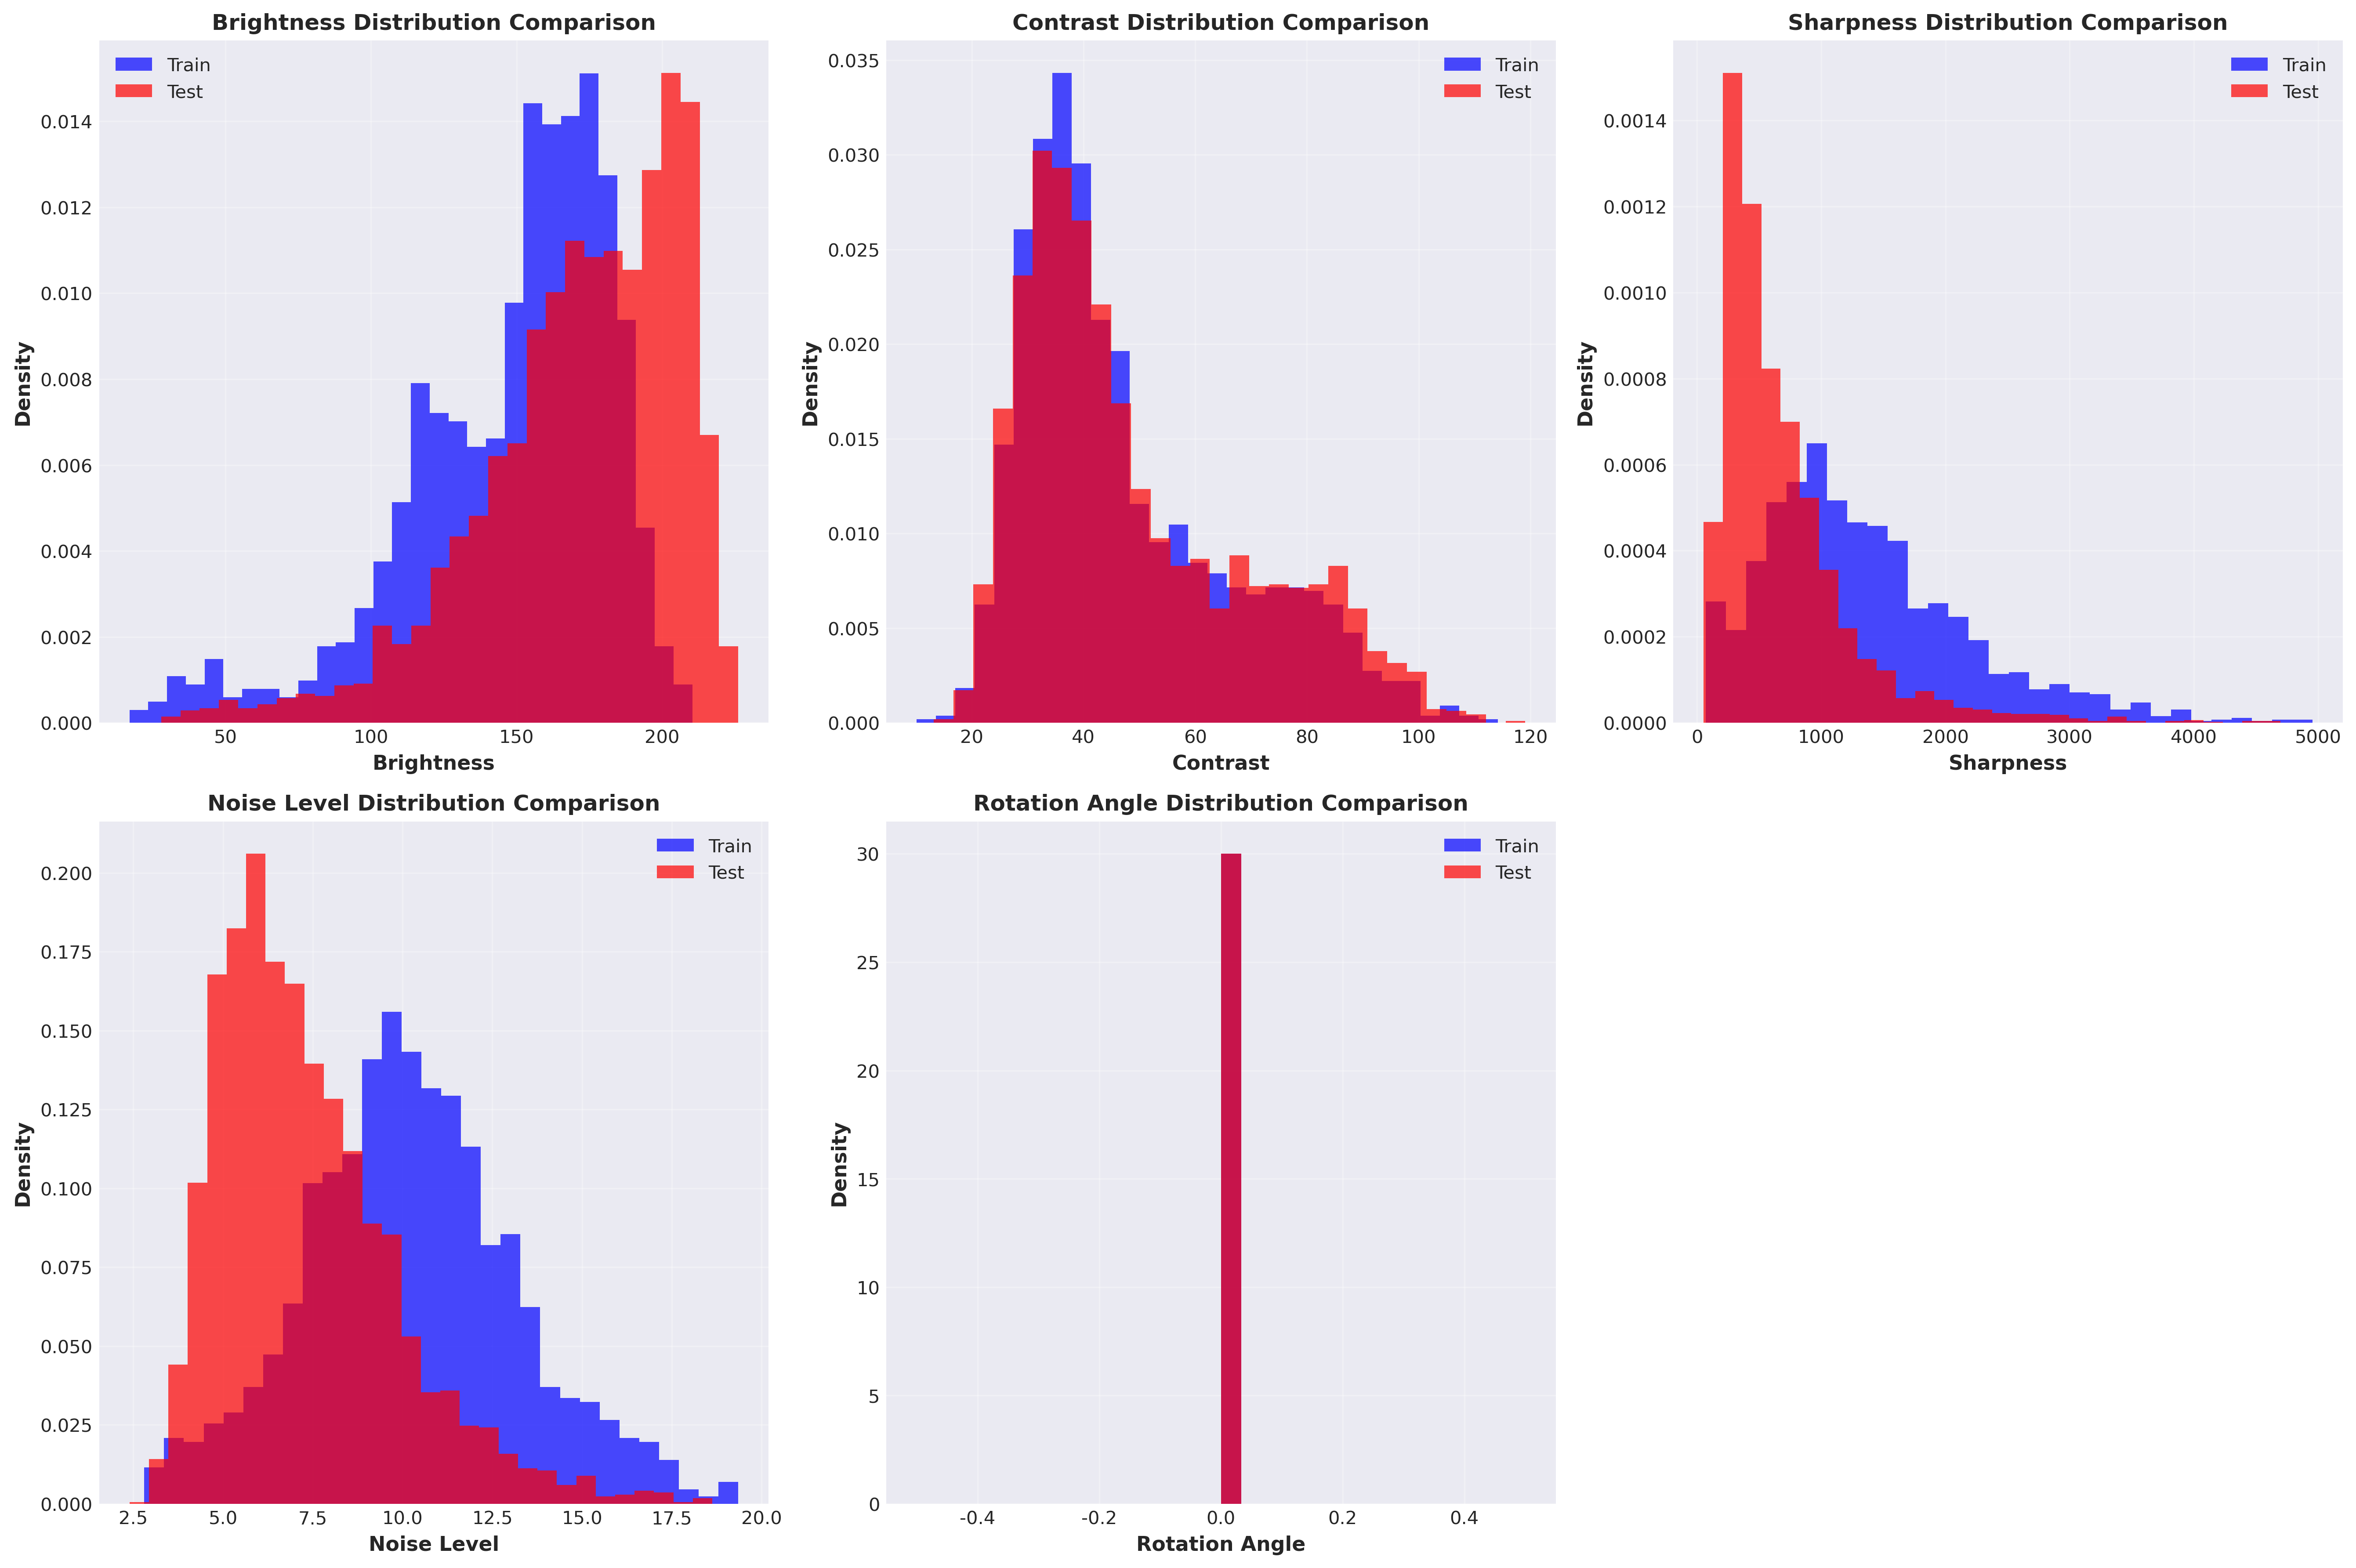 Brightness Distribution Comparison
Train
Test
0.014
0.012
0.010
0.008
0.006
0.004
0.002
0.000
Density
50 100 150 200
Brightness
Contrast Distribution Comparison
Train
Test
0.035
0.030
0.025
0.020
0.015
0.010
0.005
0.000
Density
20 40 60 80 100 120
Contrast
Sharpness Distribution Comparison
Train
Test
0.0014
0.0012
0.0010
0.0008
0.0006
0.0004
0.0002
0.0000
Density
0 1000 2000 3000 4000 5000
Sharpness
Noise Level Distribution Comparison
Train
Test
0.200
0.175
0.150
0.125
0.100
0.075
0.050
0.025
0.000
Density
2.5 5.0 7.5 10.0 12.5 15.0 17.5 20.0
Noise Level
Rotation Angle Distribution Comparison
Train
Test
30
25
20
15
10
5
0
Density
-0.4 -0.2 0.0 0.2 0.4
Rotation Angle